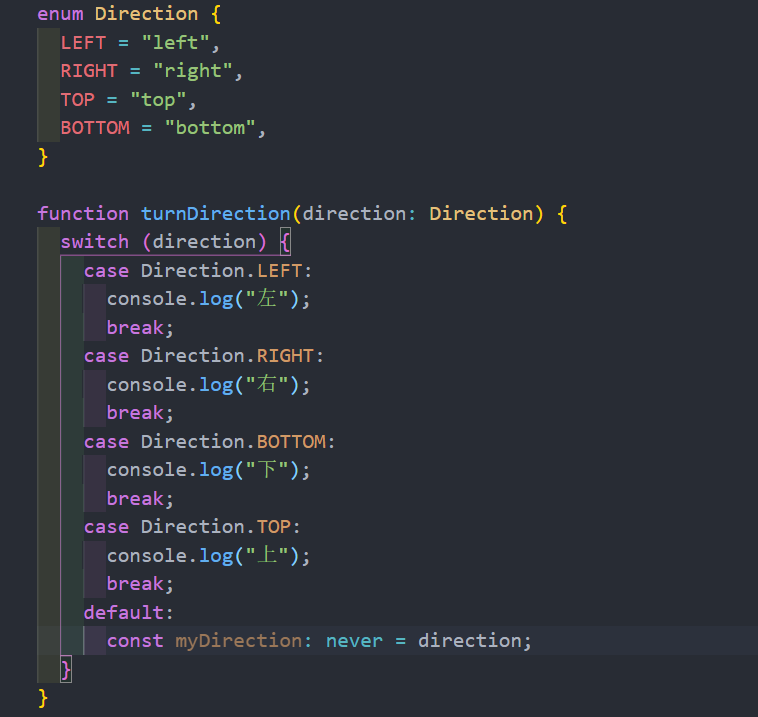 enum Direction {
  LEFT = "left",
  RIGHT = "right",
  TOP = "top",
  BOTTOM = "bottom",
}

function turnDirection(direction: Direction) {
  switch (direction) {
    case Direction.LEFT:
      console.log("左");
      break;
    case Direction.RIGHT:
      console.log("右");
      break;
    case Direction.BOTTOM:
      console.log("下");
      break;
    case Direction.TOP:
      console.log("上");
      break;
    default:
      const myDirection: never = direction;
  }
}